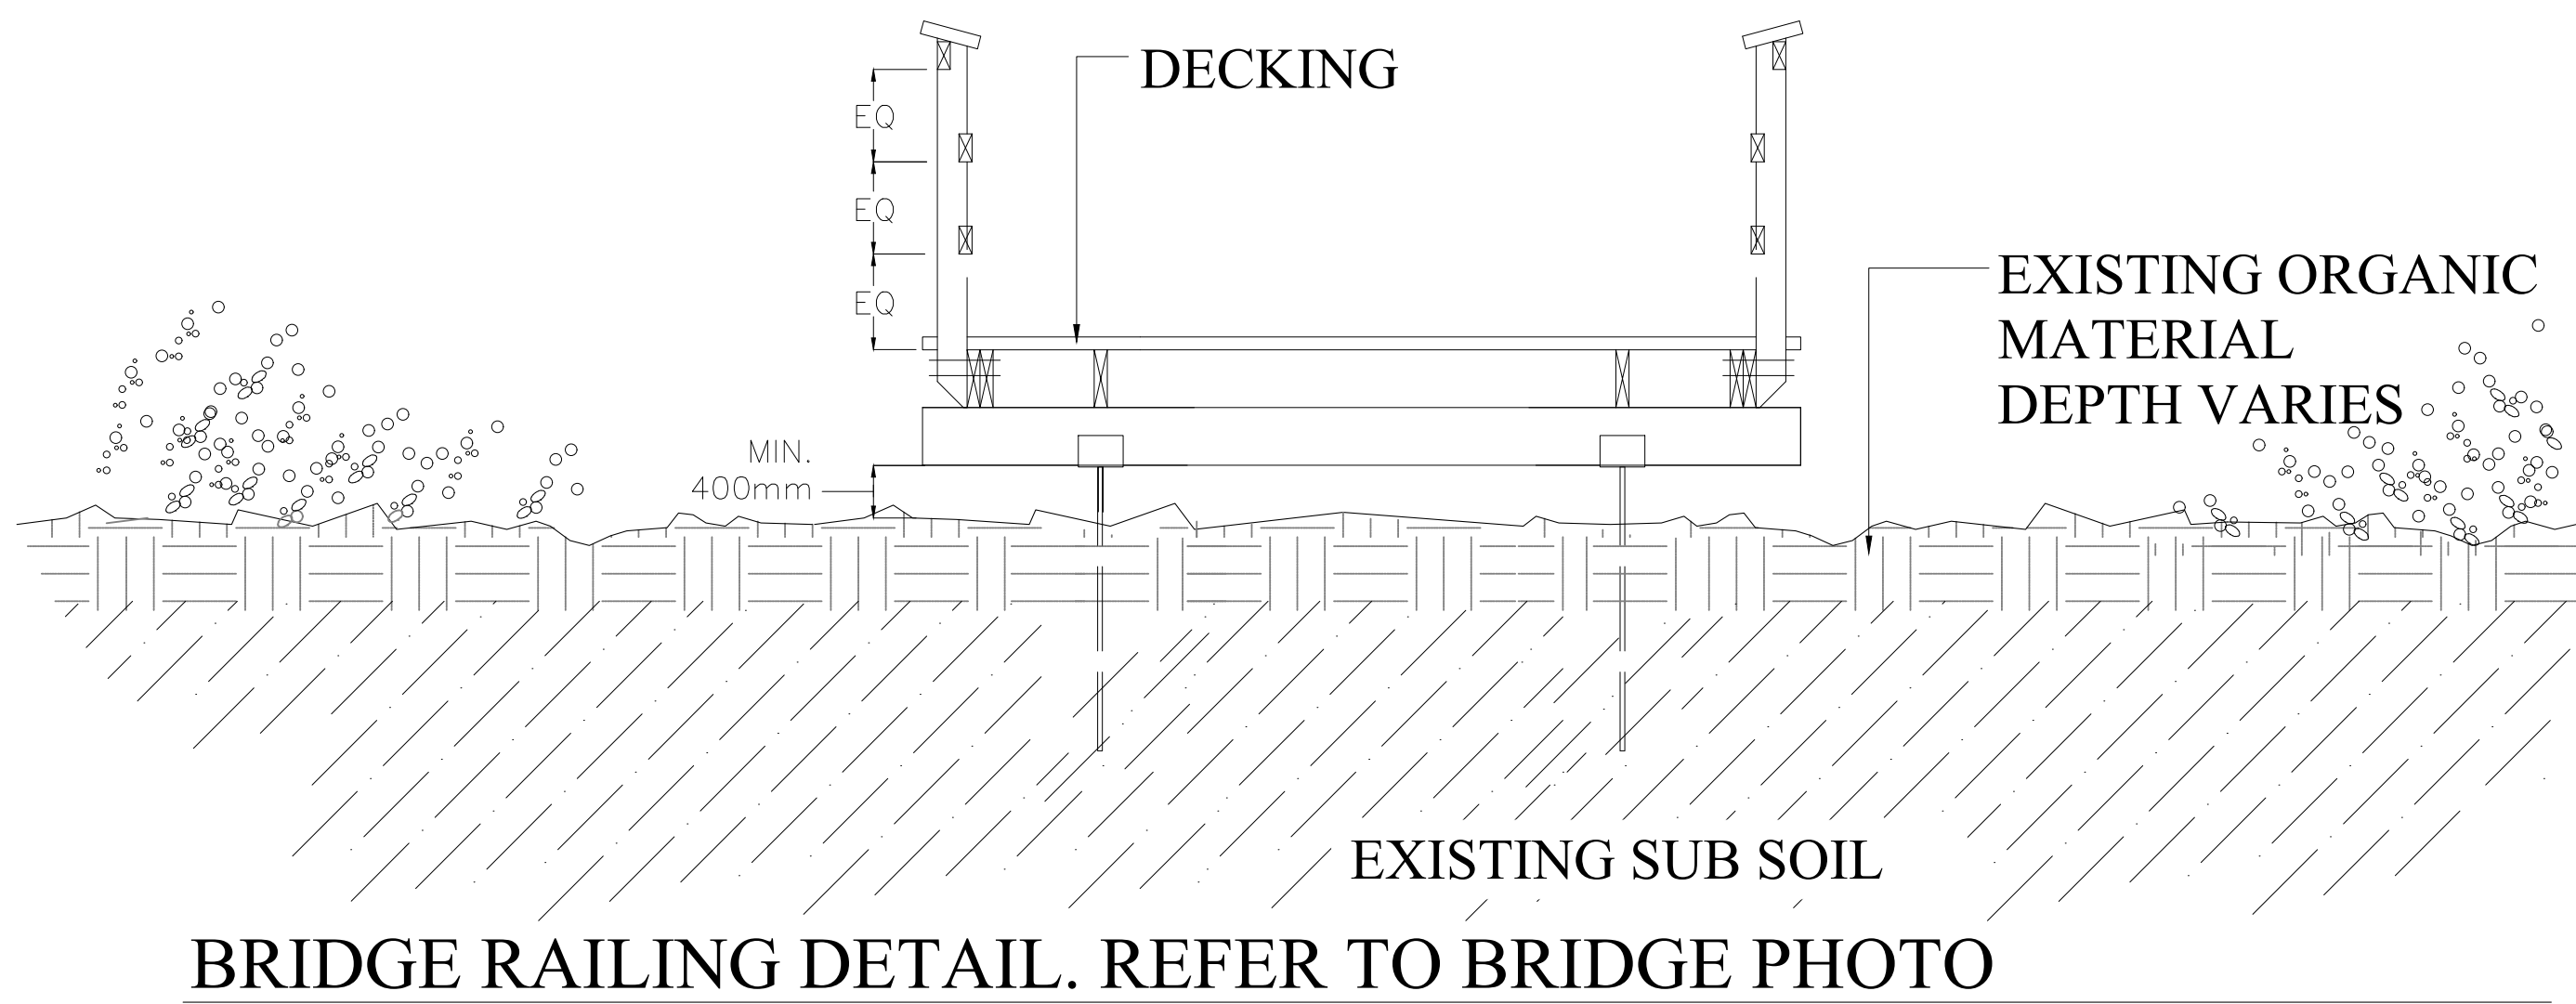 DECKING
EQ
EQ
EQ
EXISTING ORGANIC
MATERIAL
DEPTH VARIES
MIN.
400mm
EXISTING SUB SOIL
BRIDGE RAILING DETAIL. REFER TO BRIDGE PHOTO